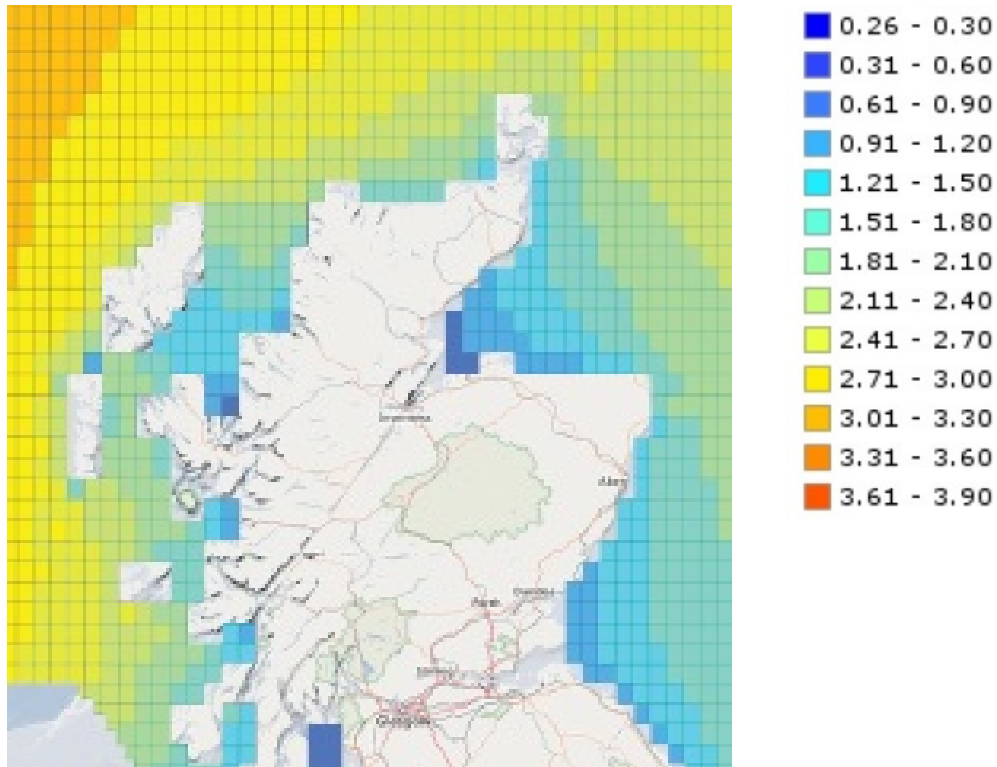 0.26 - 0.30
0.31 - 0.60
0.61 - 0.90
0.91 - 1.20
1.21 - 1.50
1.51 - 1.80
1.81 - 2.10
2.11 - 2.40
2.41 - 2.70
2.71 - 3.00
3.01 - 3.30
3.31 - 3.60
3.61 - 3.90
Perth
Glasgow